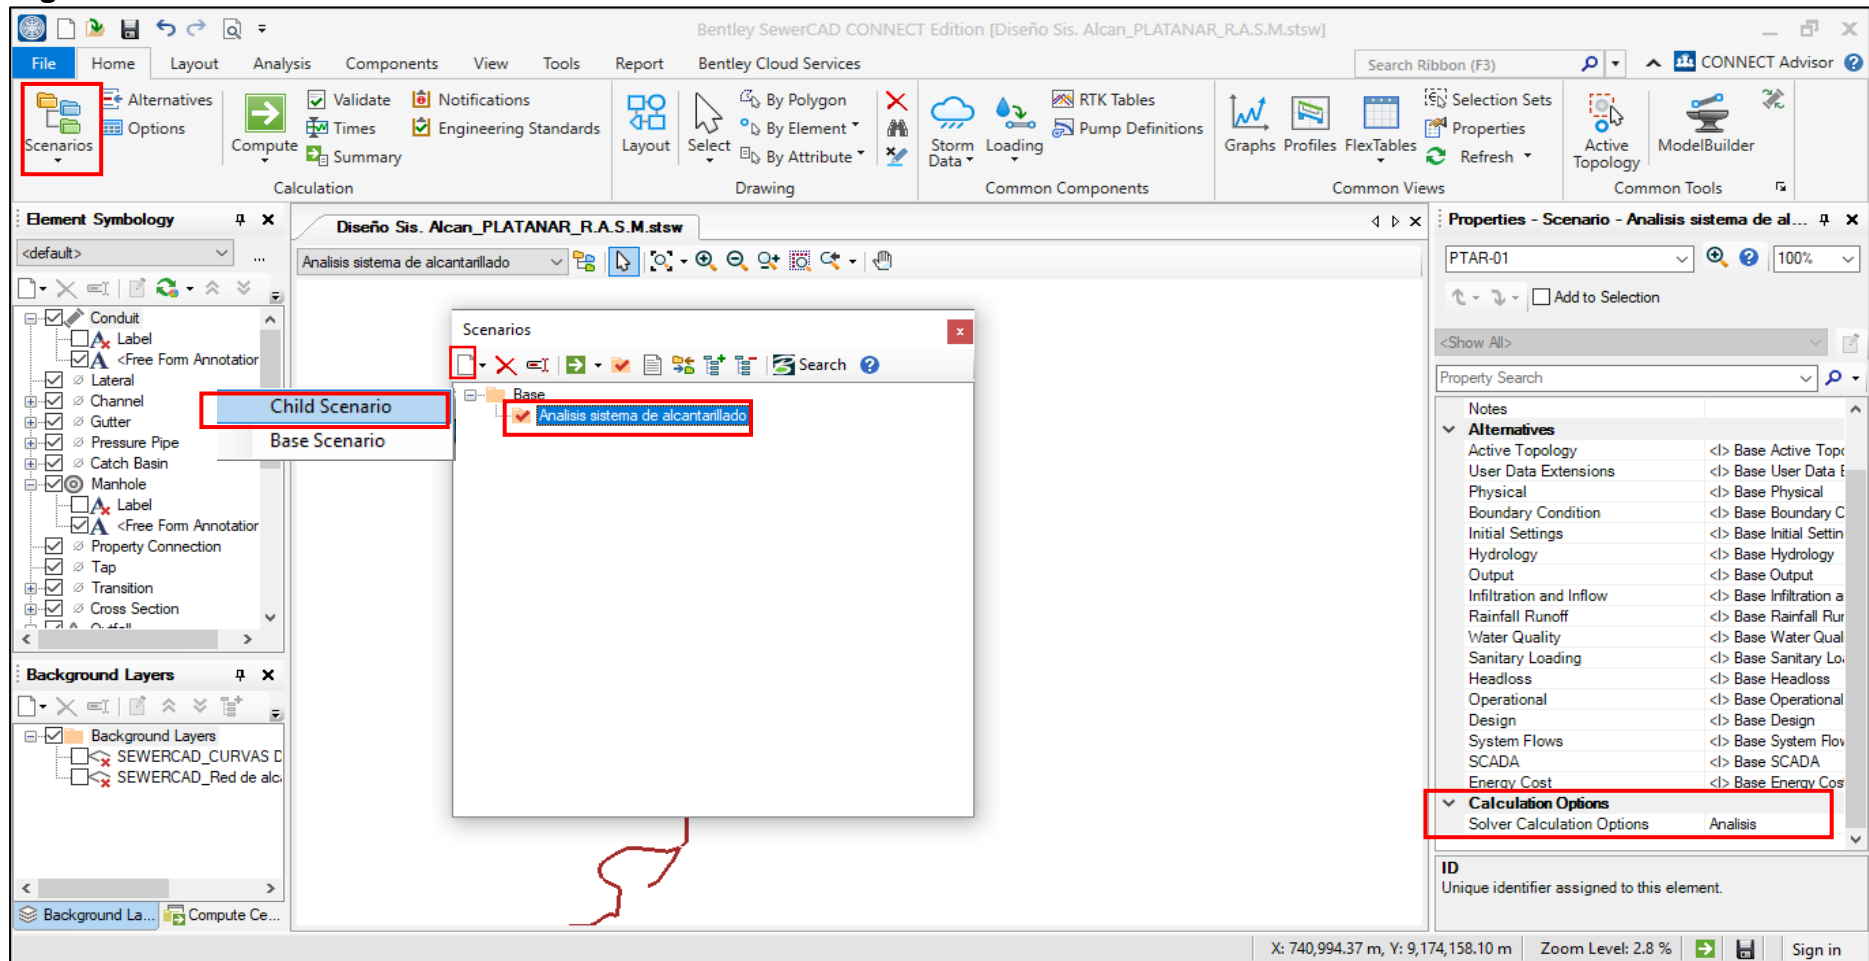 Bentley SewerCAD CONNECT Edition [Diseño Sis. Alcan_PLATANAR_R.A.S.M.stsw]
File Home Layout Analysis Components View Tools Report Bentley Cloud Services Search Ribbon (F3) CONNECT Advisor
Scenarios
Alternatives
Options
Compute
Validate
Times
Summary
Notifications
Engineering Standards
Calculation
Layout
Select
By Polygon
By Element
By Attribute
Drawing
Storm Data
Loading
RTK Tables
Pump Definitions
Common Components
Graphs
Profiles
FlexTables
Selection Sets
Properties
Refresh
Common Views
Active Topology
ModelBuilder
Common Tools
Element Symbology
<default>
...
Conduit
Label
<Free Form Annotation
Lateral
Channel
Gutter
Pressure Pipe
Catch Basin
Manhole
Label
<Free Form Annotation
Property Connection
Tap
Transition
Cross Section
Outfall
Child Scenario
Base Scenario
Background Layers
Background Layers
SEWERCAD_CURVAS D
SEWERCAD_Red de alc
Background La...
Compute Ce...
Diseño Sis. Alcan_PLATANAR_R.A.S.M.stsw
Analisis sistema de alcantarillado
Scenarios
Search
Base
Analisis sistema de alcantarillado
Properties - Scenario - Analisis sistema de al...
PTAR-01
100%
Add to Selection
<Show All>
Property Search
Notes
Alternatives
Active Topology <I> Base Active Topo
User Data Extensions <I> Base User Data E
Physical <I> Base Physical
Boundary Condition <I> Base Boundary C
Initial Settings <I> Base Initial Settin
Hydrology <I> Base Hydrology
Output <I> Base Output
Infiltration and Inflow <I> Base Infiltration a
Rainfall Runoff <I> Base Rainfall Rur
Water Quality <I> Base Water Qual
Sanitary Loading <I> Base Sanitary Lo
Headloss <I> Base Headloss
Operational <I> Base Operational
Design <I> Base Design
System Flows <I> Base System Flow
SCADA <I> Base SCADA
Energy Cost <I> Base Energy Cos
Calculation Options
Solver Calculation Options Analisis
ID
Unique identifier assigned to this element.
X: 740,994.37 m, Y: 9,174,158.10 m Zoom Level: 2.8 % Sign in